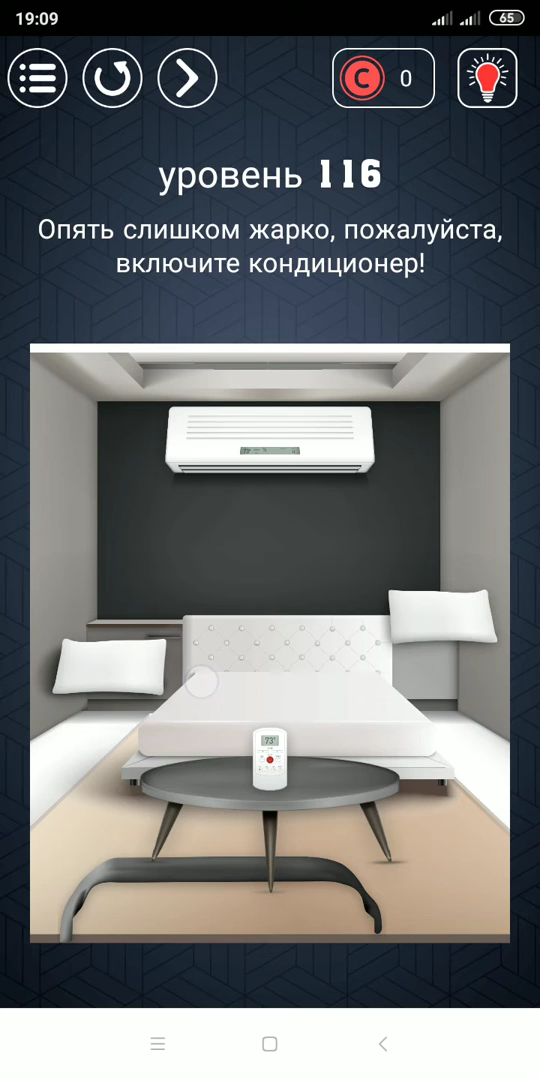 19:09
65
C 0
уровень 116
Опять слишком жарко, пожалуйста,
включите кондиционер!
73°